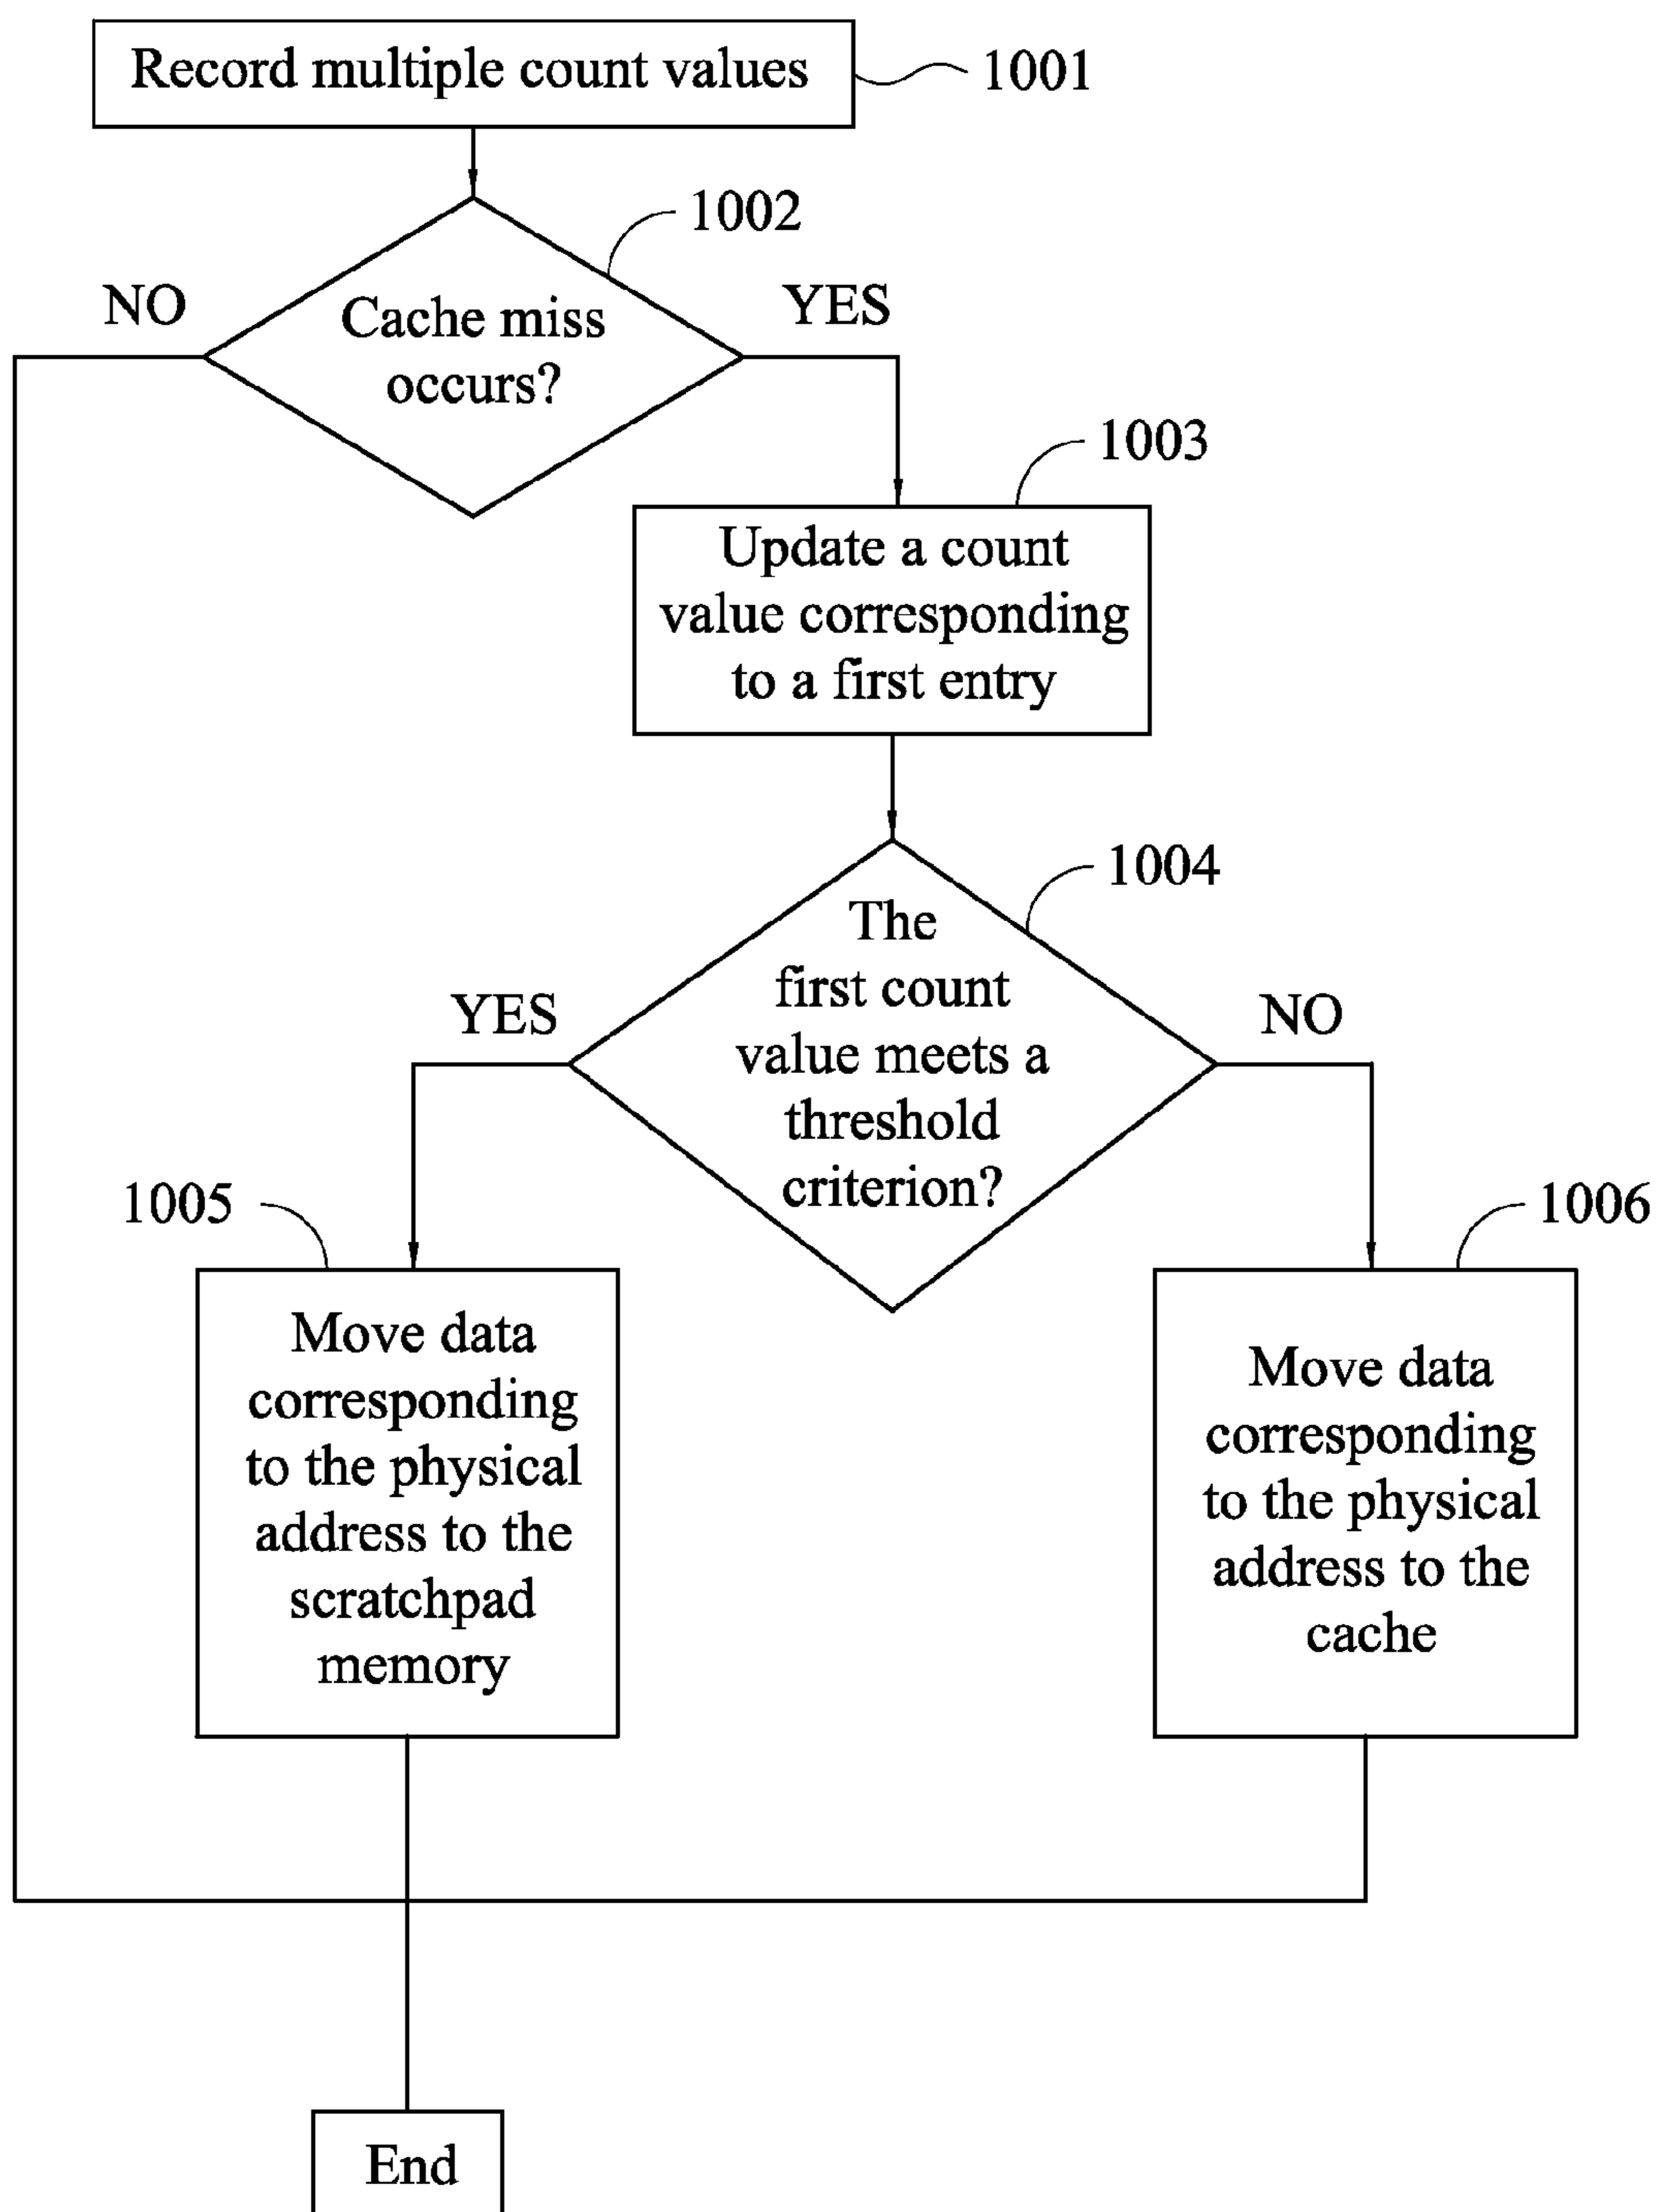 Record multiple count values
1001
1002
NO
YES
Cache miss
occurs?
1003
Update a count
value corresponding
to a first entry
1004
The
first count
value meets a
threshold
criterion?
YES
NO
1005
1006
Move data
corresponding
to the physical
address to the
scratchpad
memory
Move data
corresponding
to the physical
address to the
cache
End